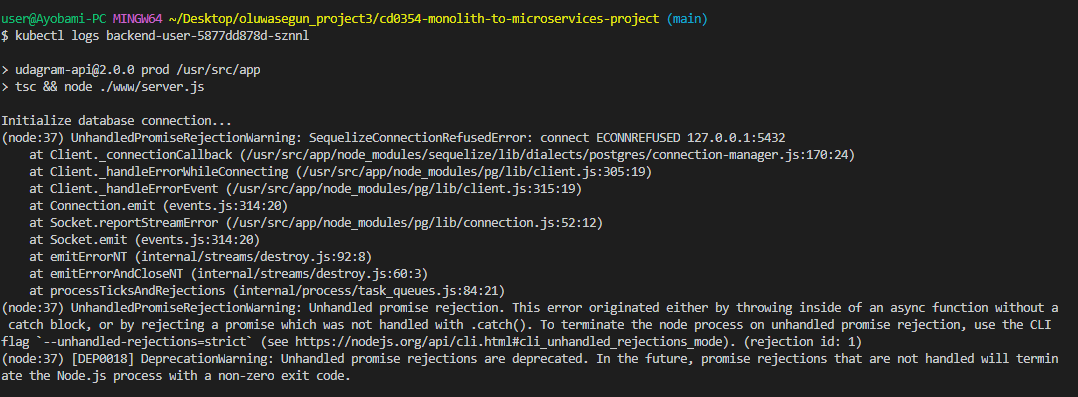 user@Ayobami-PC MINGW64 ~/Desktop/oluwasegun_project3/cd0354-monolith-to-microservices-project (main)
$ kubectl logs backend-user-5877dd878d-sznnl
> udagram-api@2.0.0 prod /usr/src/app
> tsc && node ./www/server.js
Initialize database connection...
(node:37) UnhandledPromiseRejectionWarning: SequelizeConnectionRefusedError: connect ECONNREFUSED 127.0.0.1:5432
    at Client._connectionCallback (/usr/src/app/node_modules/sequelize/lib/dialects/postgres/connection-manager.js:170:24)
    at Client._handleErrorWhileConnecting (/usr/src/app/node_modules/pg/lib/client.js:305:19)
    at Client._handleErrorEvent (/usr/src/app/node_modules/pg/lib/client.js:315:19)
    at Connection.emit (events.js:314:20)
    at Socket.reportStreamError (/usr/src/app/node_modules/pg/lib/connection.js:52:12)
    at Socket.emit (events.js:314:20)
    at emitErrorNT (internal/streams/destroy.js:92:8)
    at emitErrorAndCloseNT (internal/streams/destroy.js:60:3)
    at processTicksAndRejections (internal/process/task_queues.js:84:21)
(node:37) UnhandledPromiseRejectionWarning: Unhandled promise rejection. This error originated either by throwing inside of an async function without a
 catch block, or by rejecting a promise which was not handled with .catch(). To terminate the node process on unhandled promise rejection, use the CLI
flag `--unhandled-rejections=strict` (see https://nodejs.org/api/cli.html#cli_unhandled_rejections_mode). (rejection id: 1)
(node:37) [DEP0018] DeprecationWarning: Unhandled promise rejections are deprecated. In the future, promise rejections that are not handled will termin
ate the Node.js process with a non-zero exit code.